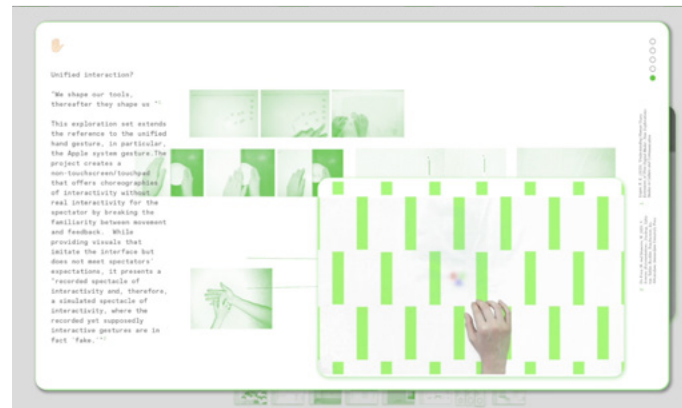 Unified interaction?
"We shape our tools,
thereafter they shape us "¹
This exploration set extends
the reference to the unified
hand gesture, in particular,
the Apple system gesture.The
project creates a
non-touchscreen/touchpad
that offers choreographies
of interactivity without
real interactivity for the
spectator by breaking the
familiarity between movement
and feedback. While
providing visuals that
imitate the interface but
does not meet spectators'
expectations, it presents a
"recorded spectacle of
interactivity and, therefore,
a simulated spectacle of
interactivity, where the
recorded yet supposedly
interactive gestures are in
fact 'fake.'"²